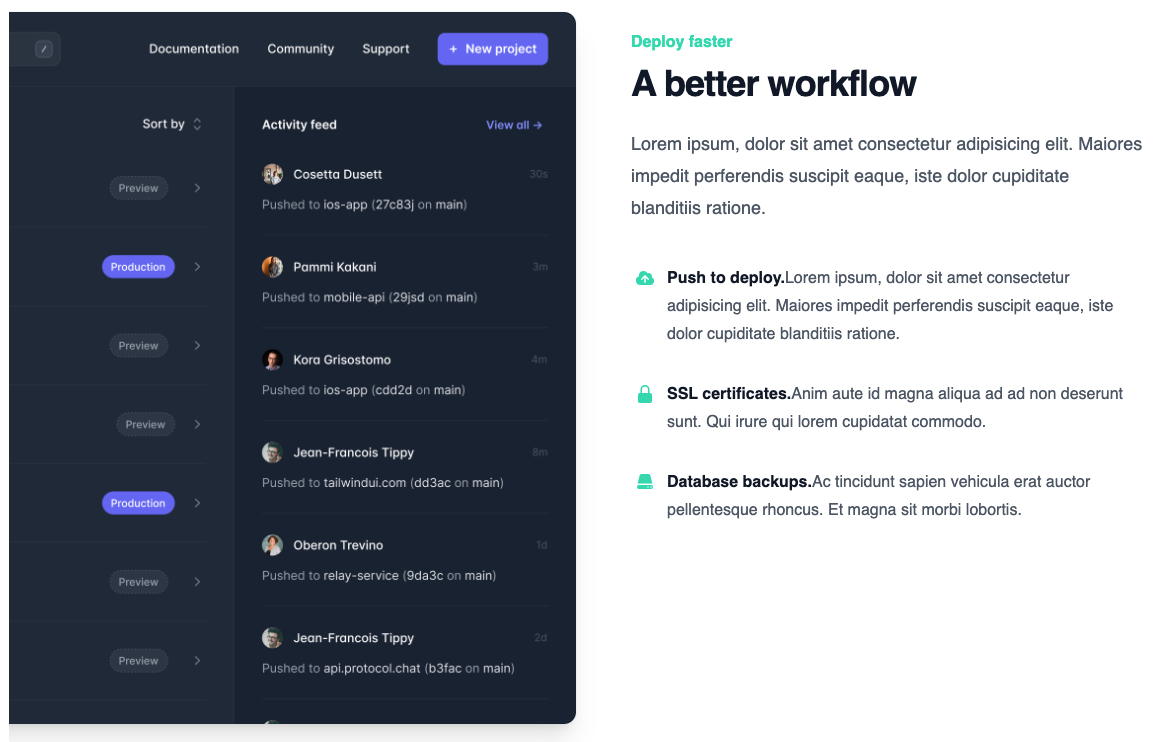 /
Documentation
Community
Support
+ New project
Sort by
Preview
Production
Preview
Preview
Production
Preview
Preview
Activity feed
View all →
Cosetta Dusett
30s
Pushed to ios-app (27c83j on main)
Pammi Kakani
3m
Pushed to mobile-api (29jsd on main)
Kora Grisostomo
4m
Pushed to ios-app (cdd2d on main)
Jean-Francois Tippy
8m
Pushed to tailwindui.com (dd3ac on main)
Oberon Trevino
1d
Pushed to relay-service (9da3c on main)
Jean-Francois Tippy
2d
Pushed to api.protocol.chat (b3fac on main)
Deploy faster
A better workflow
Lorem ipsum, dolor sit amet consectetur adipisicing elit. Maiores
impedit perferendis suscipit eaque, iste dolor cupiditate
blanditiis ratione.
Push to deploy.Lorem ipsum, dolor sit amet consectetur
adipisicing elit. Maiores impedit perferendis suscipit eaque, iste
dolor cupiditate blanditiis ratione.
SSL certificates.Anim aute id magna aliqua ad ad non deserunt
sunt. Qui irure qui lorem cupidatat commodo.
Database backups.Ac tincidunt sapien vehicula erat auctor
pellentesque rhoncus. Et magna sit morbi lobortis.